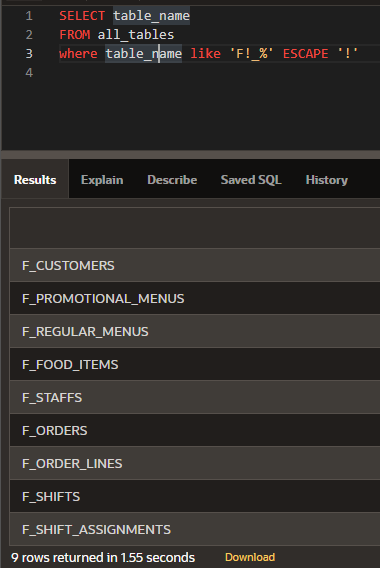 1 SELECT table_name
2 FROM all_tables
3 where table_name like 'F!_%' ESCAPE '!'
4
Results Explain Describe Saved SQL History
F_CUSTOMERS
F_PROMOTIONAL_MENUS
F_REGULAR_MENUS
F_FOOD_ITEMS
F_STAFFS
F_ORDERS
F_ORDER_LINES
F_SHIFTS
F_SHIFT_ASSIGNMENTS
9 rows returned in 1.55 seconds Download